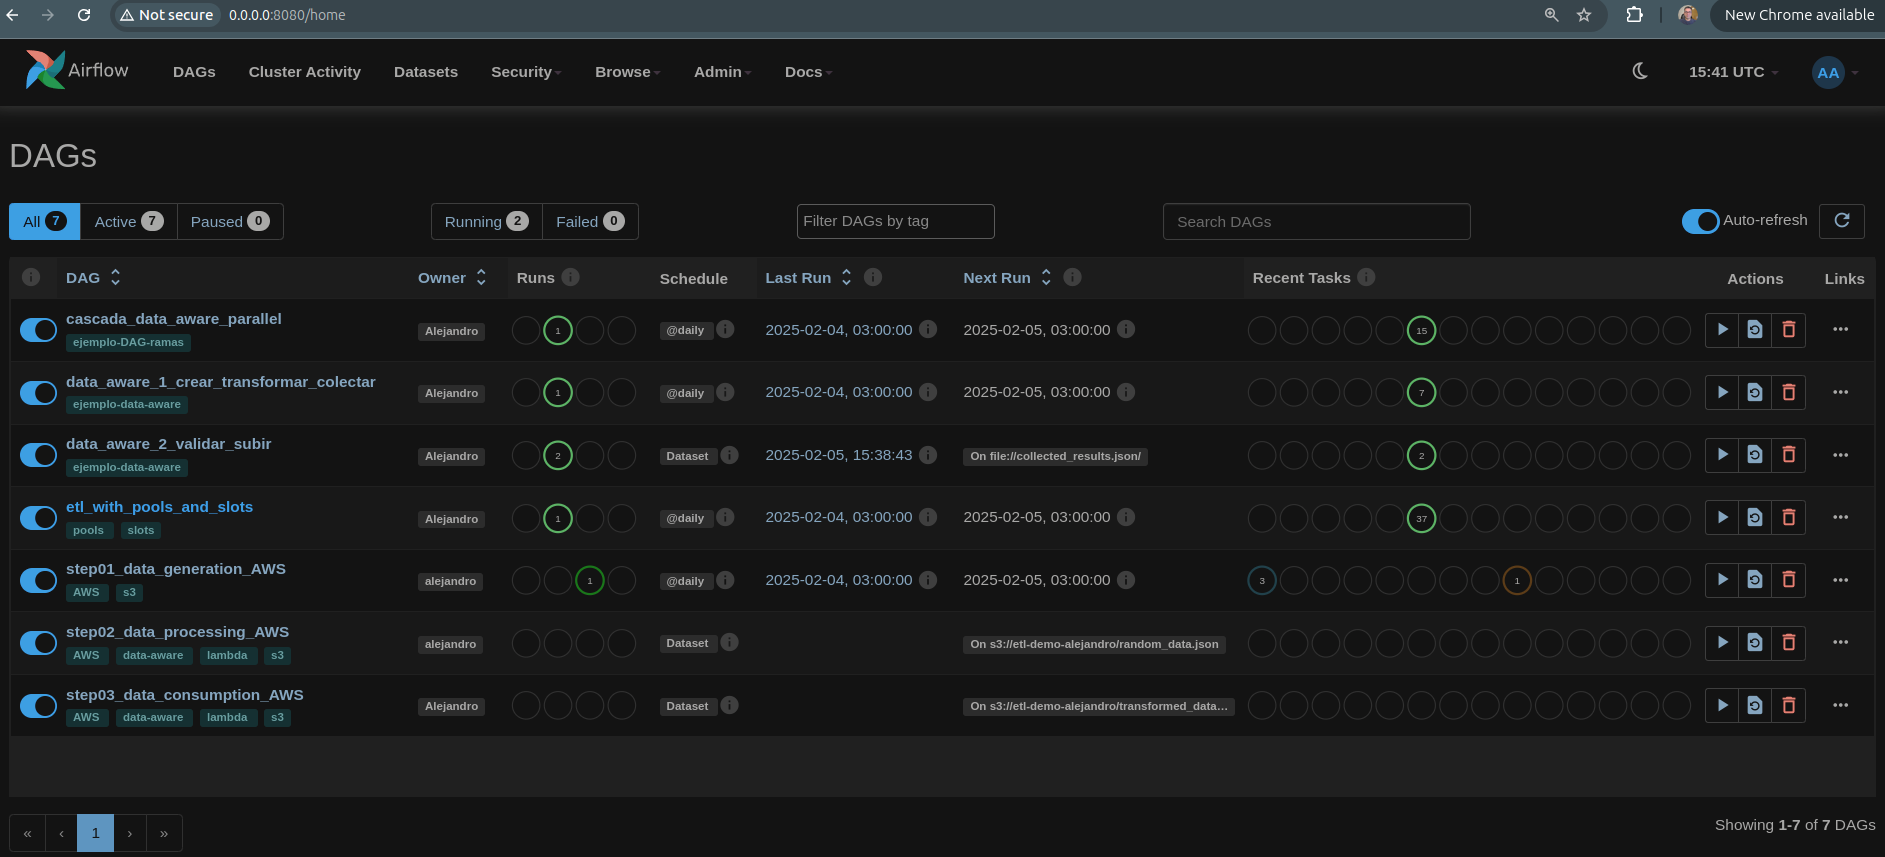 Not secure 0.0.0.0:8080/home New Chrome available
Airflow DAGs Cluster Activity Datasets Security Browse Admin Docs 15:41 UTC AA
DAGs
All 7 Active 7 Paused 0 Running 2 Failed 0 Filter DAGs by tag Search DAGs Auto-refresh
DAG Owner Runs Schedule Last Run Next Run Recent Tasks Actions Links
cascada_data_aware_parallel
Alejandro 1 @daily 2025-02-04, 03:00:00 2025-02-05, 03:00:00 15
ejemplo-DAG-ramas
data_aware_1_crear_transformar_colectar
Alejandro 1 @daily 2025-02-04, 03:00:00 2025-02-05, 03:00:00 7
ejemplo-data-aware
data_aware_2_validar_subir
Alejandro 2 Dataset 2025-02-05, 15:38:43 On file://collected_results.json/ 2
ejemplo-data-aware
etl_with_pools_and_slots
Alejandro 1 @daily 2025-02-04, 03:00:00 2025-02-05, 03:00:00 37
pools slots
step01_data_generation_AWS
alejandro 1 @daily 2025-02-04, 03:00:00 2025-02-05, 03:00:00 3 1
AWS s3
step02_data_processing_AWS
alejandro Dataset On s3://etl-demo-alejandro/random_data.json
AWS data-aware lambda s3
step03_data_consumption_AWS
Alejandro Dataset On s3://etl-demo-alejandro/transformed_data…
AWS data-aware lambda s3
« ‹ 1 › » Showing 1-7 of 7 DAGs